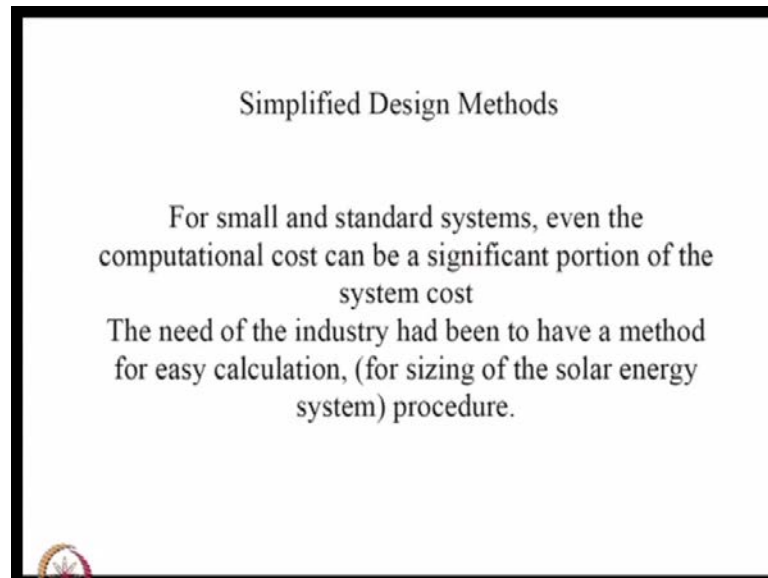 Simplified Design Methods
For small and standard systems, even the
computational cost can be a significant portion of the
system cost
The need of the industry had been to have a method
for easy calculation, (for sizing of the solar energy
system) procedure.